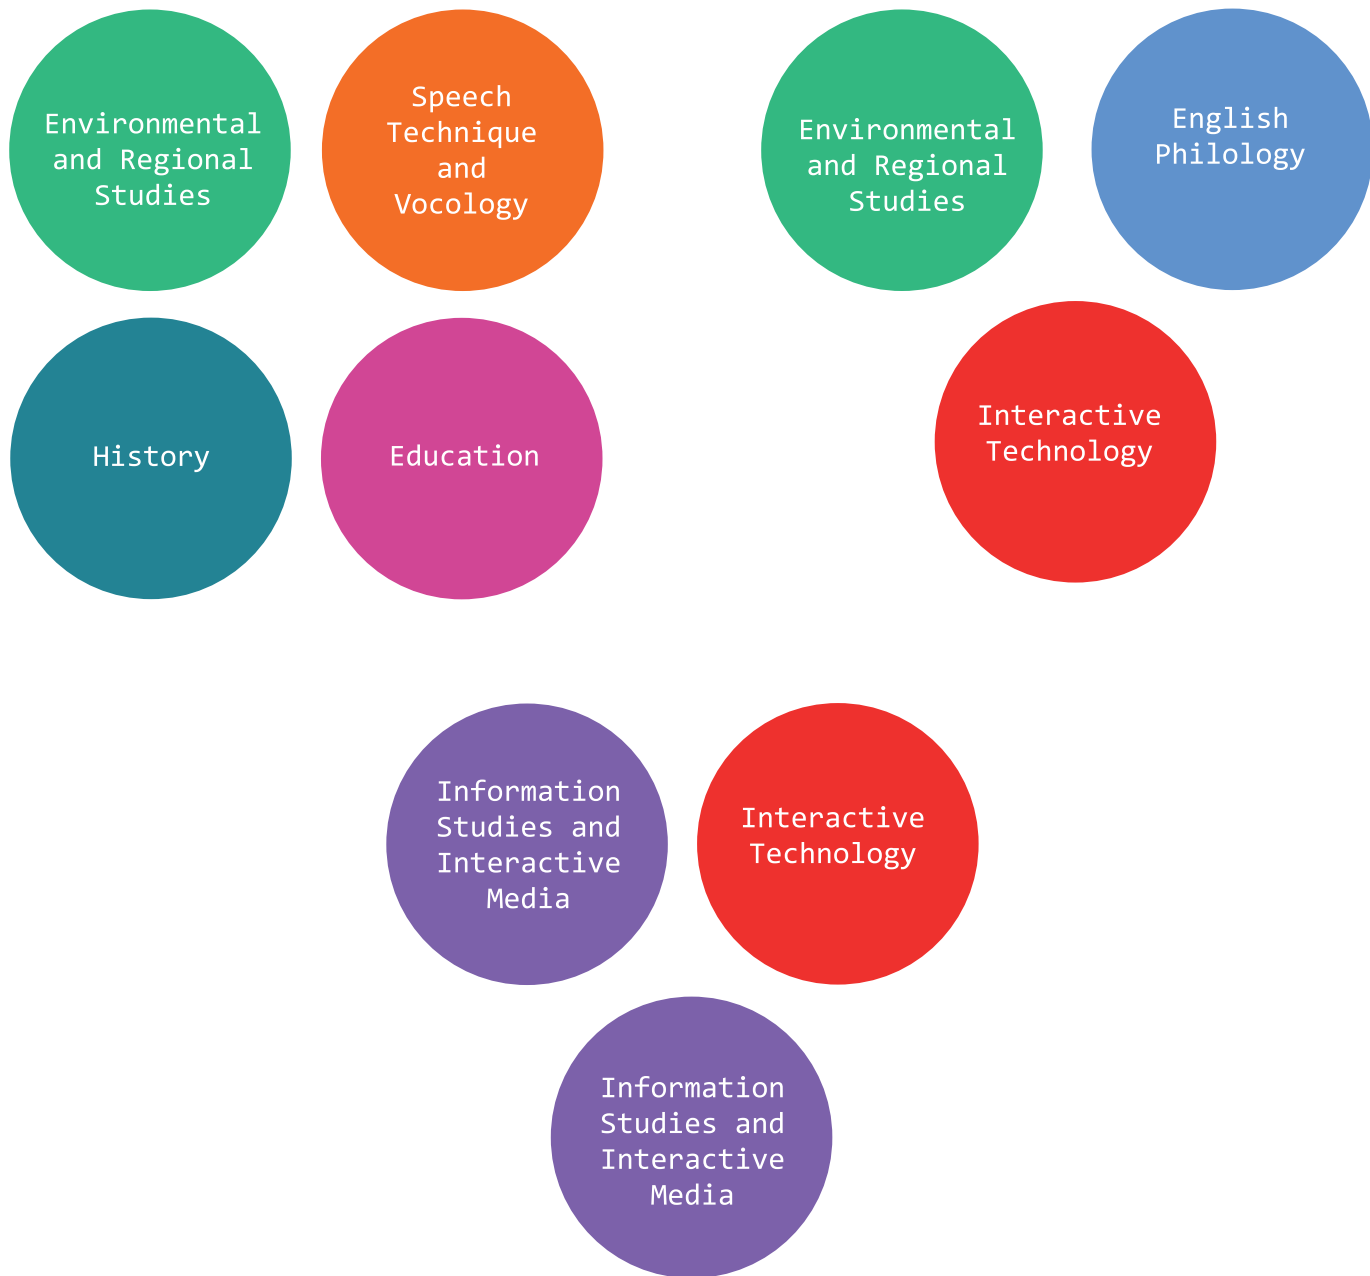 Environmental
and Regional
Studies
Speech
Technique
and
Vocology
History
Education
Environmental
and Regional
Studies
English
Philology
Interactive
Technology
Information
Studies and
Interactive
Media
Interactive
Technology
Information
Studies and
Interactive
Media